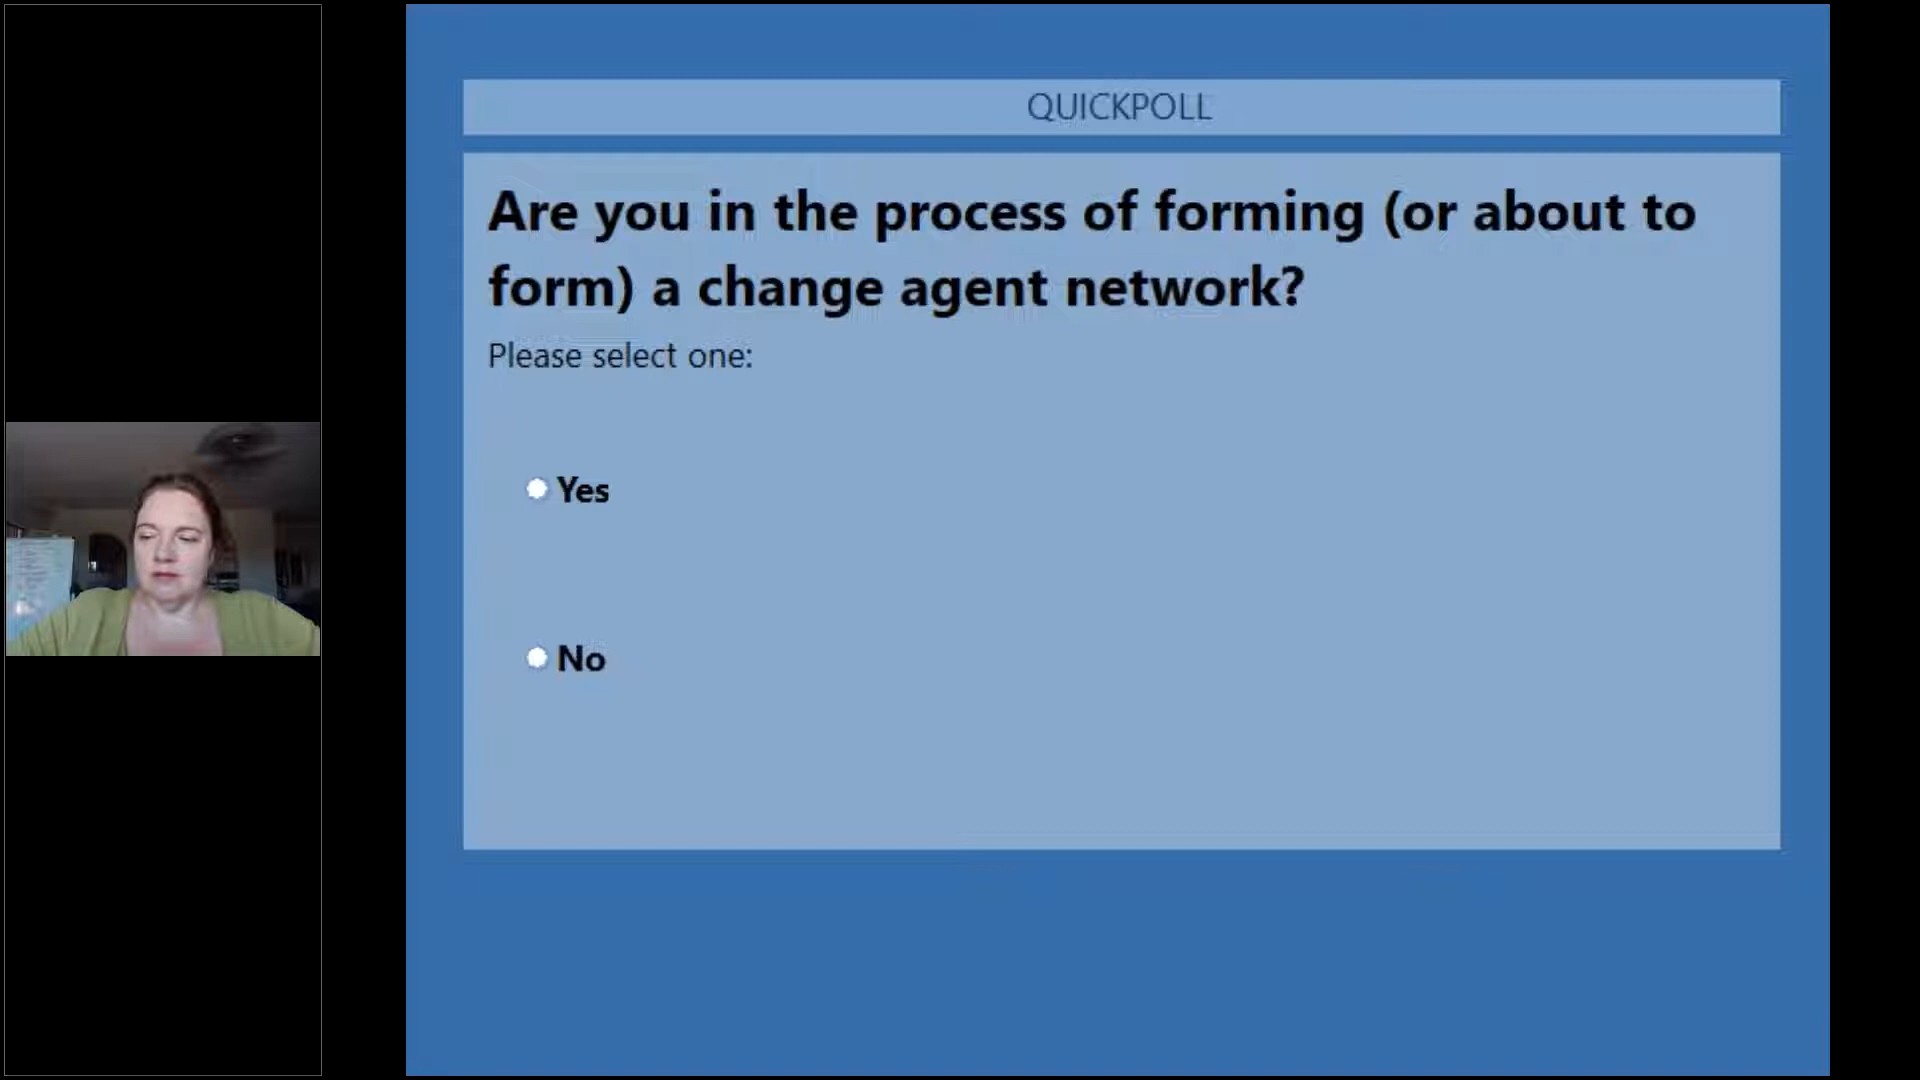 QUICKPOLL
Are you in the process of forming (or about to
form) a change agent network?
Please select one:
Yes
No